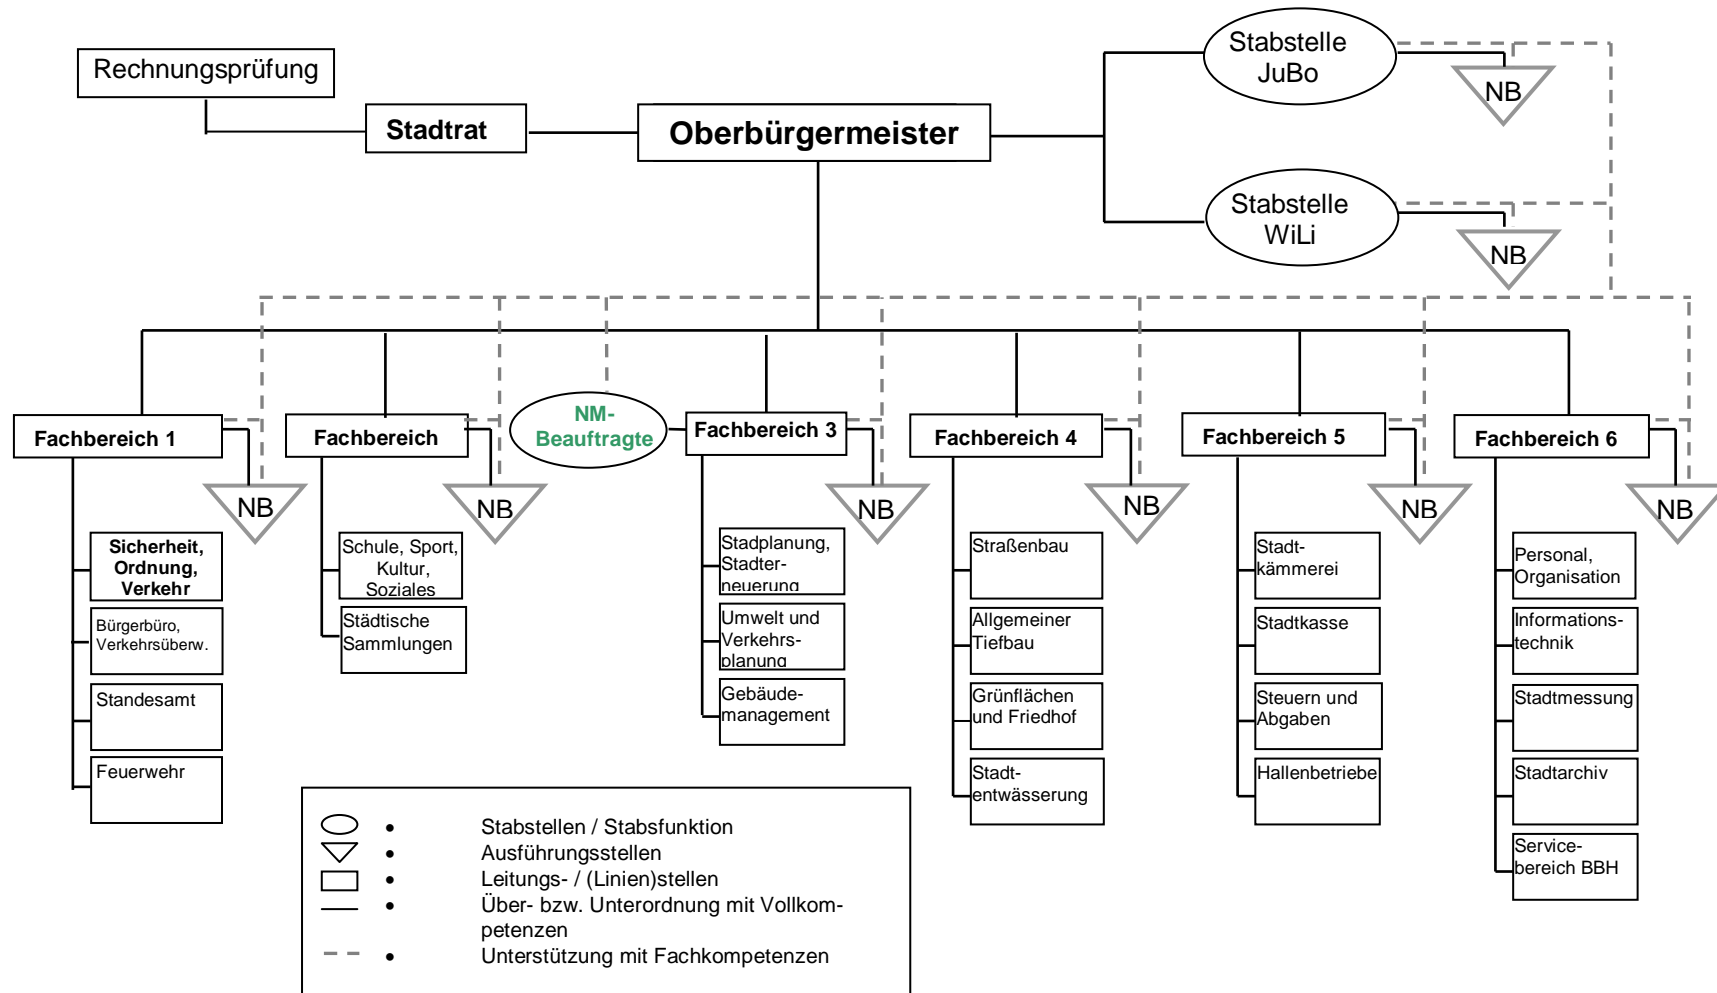 Rechnungsprüfung
Stadtrat
Oberbürgermeister
Stabstelle
JuBo
NB
Stabstelle
WiLi
NB
Fachbereich 1
NB
Sicherheit,
Ordnung,
Verkehr
Bürgerbüro,
Verkehrsüberw.
Standesamt
Feuerwehr
Fachbereich
NB
Schule, Sport,
Kultur,
Soziales
Städtische
Sammlungen
NM-
Beauftragte
Fachbereich 3
NB
Stadplanung,
Stadter-
neuerung
Umwelt und
Verkehrs-
planung
Gebäude-
management
Fachbereich 4
NB
Straßenbau
Allgemeiner
Tiefbau
Grünflächen
und Friedhof
Stadt-
entwässerung
Fachbereich 5
NB
Stadt-
kämmerei
Stadtkasse
Steuern und
Abgaben
Hallenbetriebe
Fachbereich 6
NB
Personal,
Organisation
Informations-
technik
Stadtmessung
Stadtarchiv
Service-
bereich BBH
• Stabstellen / Stabsfunktion
• Ausführungsstellen
• Leitungs- / (Linien)stellen
• Über- bzw. Unterordnung mit Vollkom-
petenzen
• Unterstützung mit Fachkompetenzen